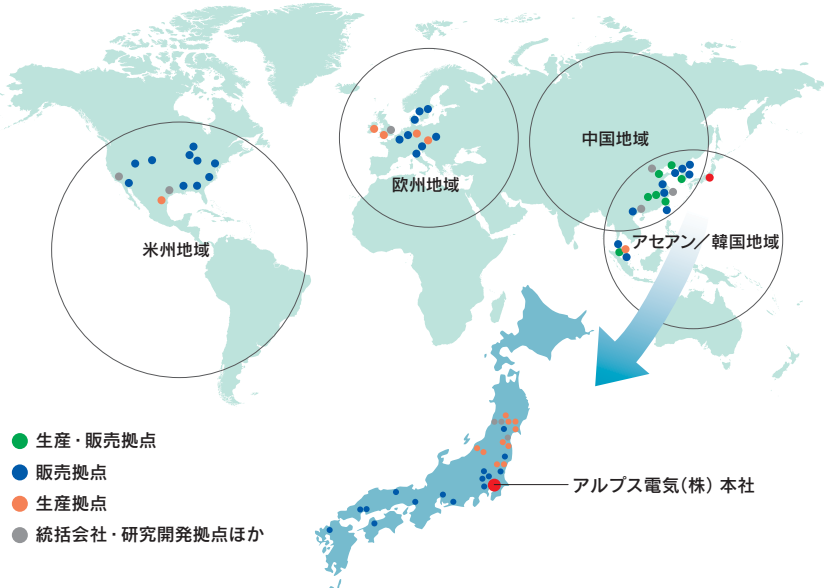 中国地域
欧州地域
米州地域
アセアン／韓国地域
生産・販売拠点
販売拠点
生産拠点
統括会社・研究開発拠点ほか
アルプス電気(株) 本社